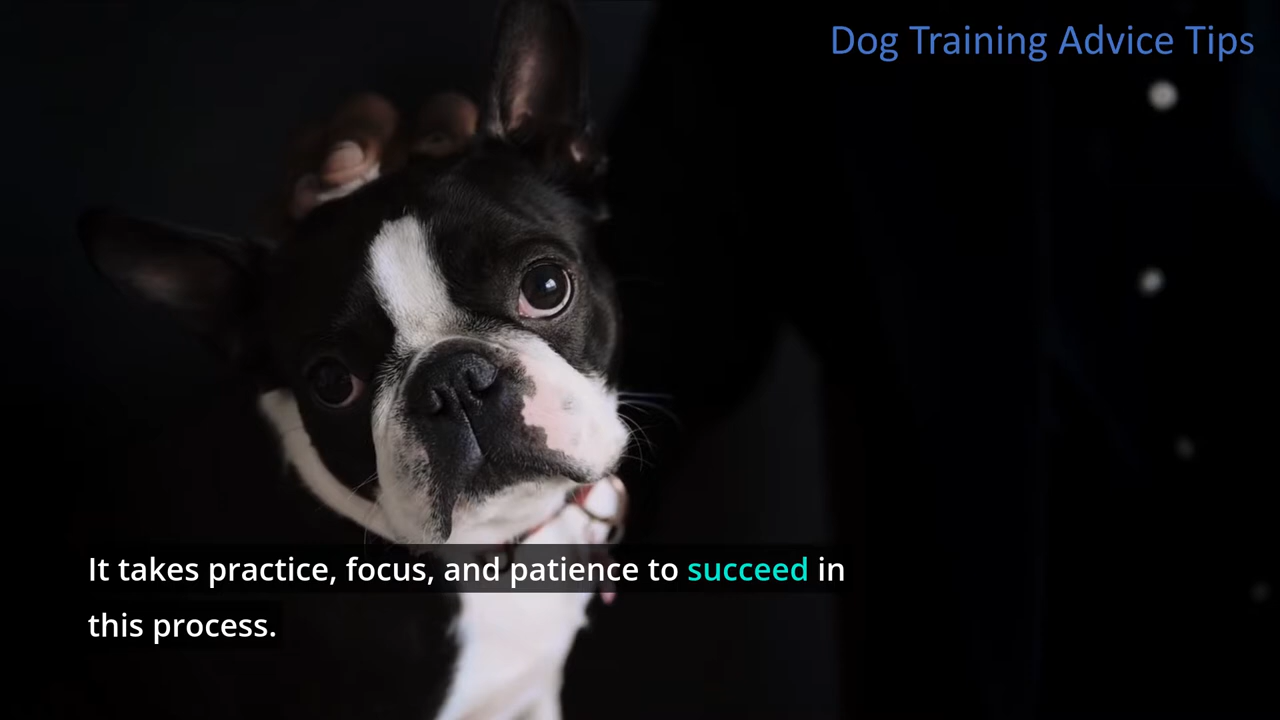 Dog Training Advice Tips
It takes practice, focus, and patience to succeed in
this process.